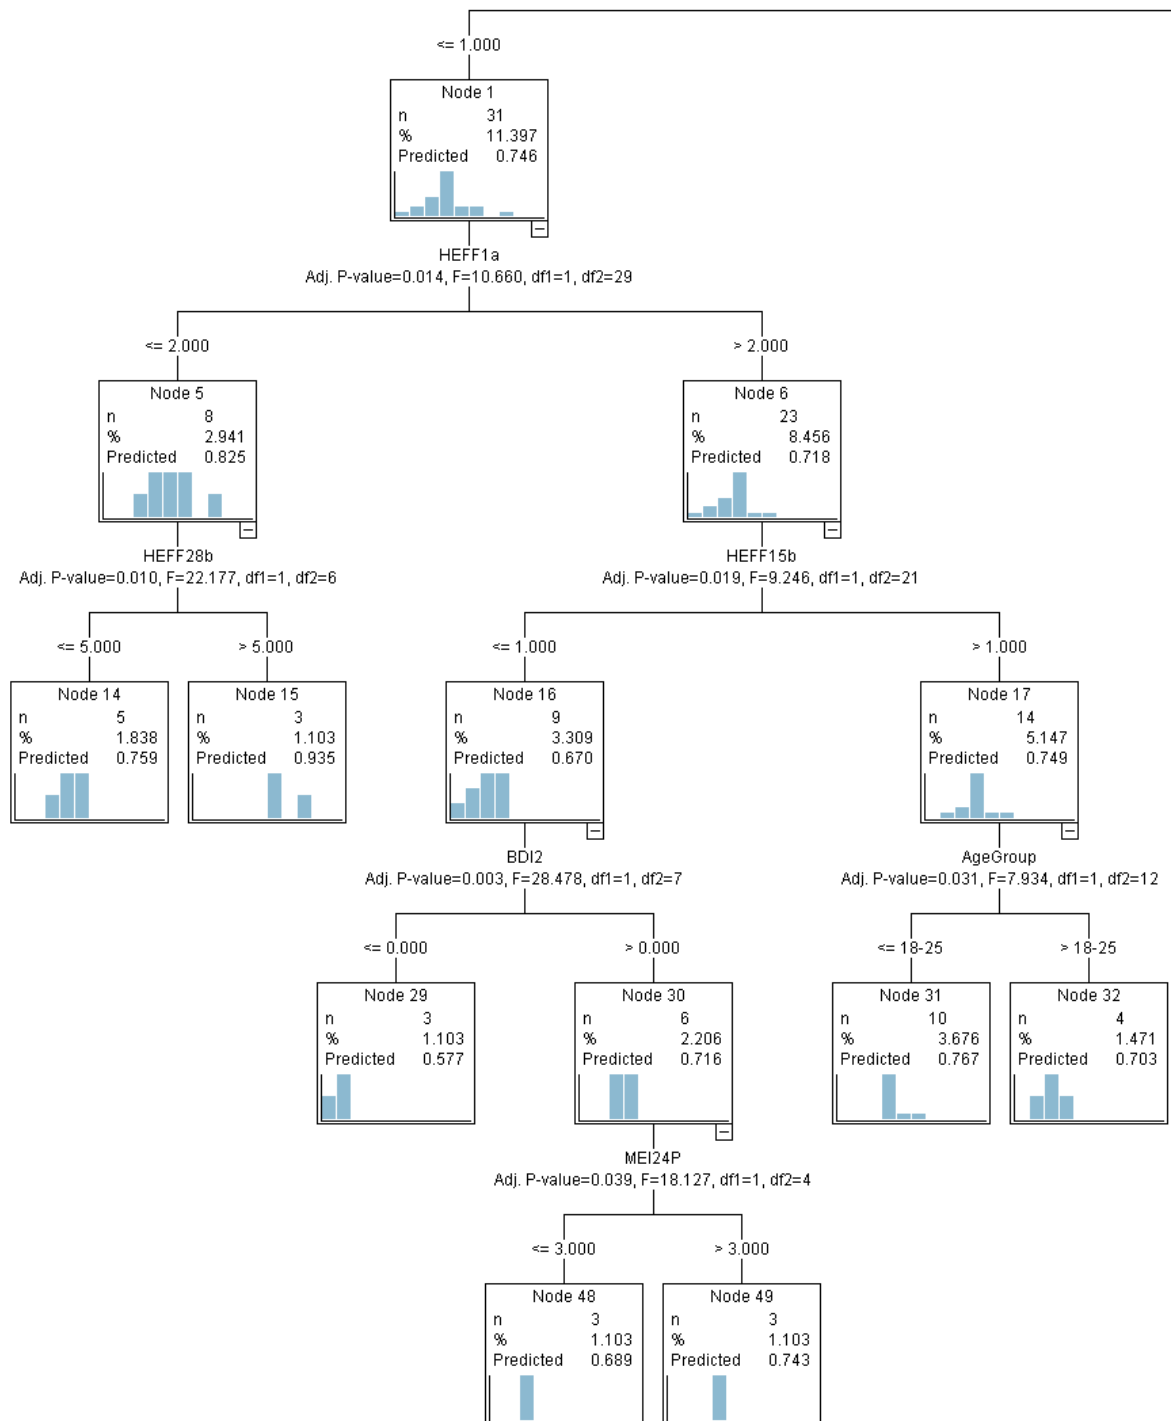 <= 1.000
Node 1
n 31
% 11.397
Predicted 0.746
HEFF1a
Adj. P-value=0.014, F=10.660, df1=1, df2=29
<= 2.000
> 2.000
Node 5
n 8
% 2.941
Predicted 0.825
Node 6
n 23
% 8.456
Predicted 0.718
HEFF28b
Adj. P-value=0.010, F=22.177, df1=1, df2=6
HEFF15b
Adj. P-value=0.019, F=9.246, df1=1, df2=21
<= 5.000
> 5.000
<= 1.000
> 1.000
Node 14
n 5
% 1.838
Predicted 0.759
Node 15
n 3
% 1.103
Predicted 0.935
Node 16
n 9
% 3.309
Predicted 0.670
Node 17
n 14
% 5.147
Predicted 0.749
BDI2
Adj. P-value=0.003, F=28.478, df1=1, df2=7
AgeGroup
Adj. P-value=0.031, F=7.934, df1=1, df2=12
<= 0.000
> 0.000
<= 18-25
> 18-25
Node 29
n 3
% 1.103
Predicted 0.577
Node 30
n 6
% 2.206
Predicted 0.716
Node 31
n 10
% 3.676
Predicted 0.767
Node 32
n 4
% 1.471
Predicted 0.703
MEI24P
Adj. P-value=0.039, F=18.127, df1=1, df2=4
<= 3.000
> 3.000
Node 48
n 3
% 1.103
Predicted 0.689
Node 49
n 3
% 1.103
Predicted 0.743